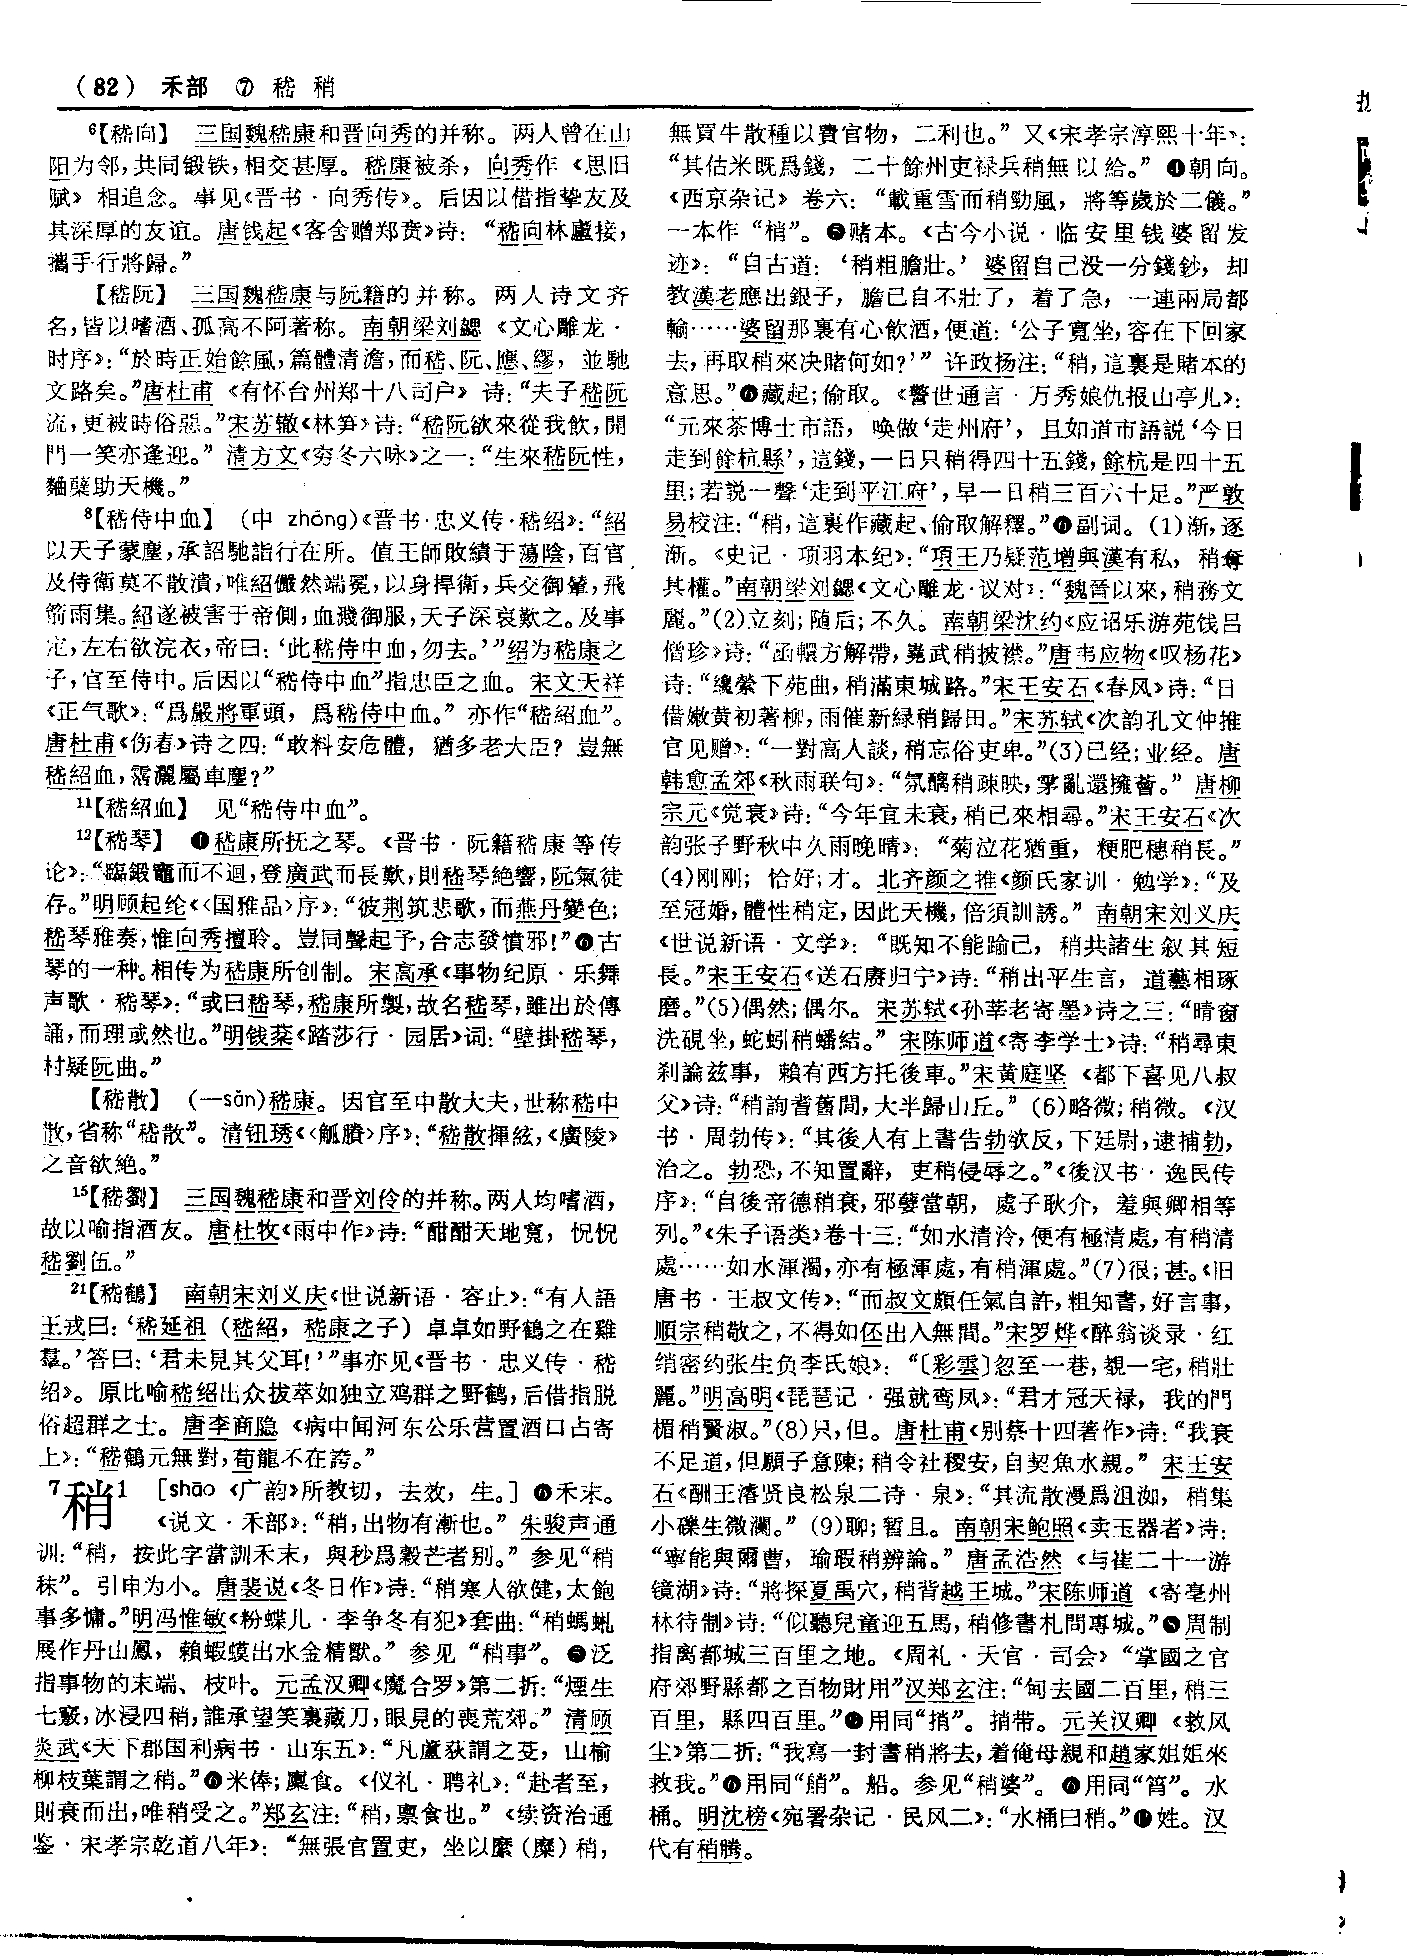 （82） 禾部 ⑦ 嵇 稍
⁶【嵇向】 三国魏嵇康和晋向秀的并称。两人曾在山
阳为邻，共同锻铁，相交甚厚。嵇康被杀，向秀作《思旧
赋》相追念。事见《晋书·向秀传》。后因以借指挚友及
其深厚的友谊。唐钱起《客舍赠郑贲》诗：“嵇向林廬接，
攜手行將歸。”
【嵇阮】 三国魏嵇康与阮籍的并称。两人诗文齐
名，皆以嗜酒、孤高不阿著称。南朝梁刘勰《文心雕龙·
时序》：“於時正始餘風，篇體清澹，而嵇、阮、應、繆，並馳
文路矣。”唐杜甫《有怀台州郑十八司户》诗：“夫子嵇阮
流，更被時俗惡。”宋苏辙《林笋》诗：“嵇阮欲來從我飲，開
門一笑亦逢迎。”清方文《穷冬六咏》之一：“生來嵇阮性，
麯糵助天機。”
⁸【嵇侍中血】（中 zhōng）《晋书·忠义传·嵇绍》：“紹
以天子蒙塵，承詔馳詣行在所。值王師敗績于蕩陰，百官
及侍衛莫不散潰，唯紹儼然端冕，以身捍衛，兵交御輦，飛
箭雨集。紹遂被害于帝側，血濺御服，天子深哀歎之。及事
定，左右欲浣衣，帝曰：‘此嵇侍中血，勿去。’”绍为嵇康之
子，官至侍中。后因以“嵇侍中血”指忠臣之血。宋文天祥
《正气歌》：“爲嚴將軍頭，爲嵇侍中血。”亦作“嵇紹血”。
唐杜甫《伤春》诗之四：“敢料安危體，猶多老大臣？豈無
嵇紹血，霑灑屬車塵？”
¹¹【嵇紹血】 见“嵇侍中血”。
¹²【嵇琴】 ❶嵇康所抚之琴。《晋书·阮籍嵇康等传
论》：“臨鍛竈而不迴，登廣武而長歎，則嵇琴絶響，阮氣徒
存。”明顾起纶《〈国雅品〉序》：“彼荆筑悲歌，而燕丹變色；
嵇琴雅奏，惟向秀擅聆。豈同聲起予，合志發憤邪！”❷古
琴的一种。相传为嵇康所创制。宋高承《事物纪原·乐舞
声歌·嵇琴》：“或曰嵇琴，嵇康所製，故名嵇琴，雖出於傳
誦，而理或然也。”明钱棻《踏莎行·园居》词：“壁掛嵇琴，
村疑阮曲。”
【嵇散】（—sǎn）嵇康。因官至中散大夫，世称嵇中
散，省称“嵇散”。清钮琇《〈觚賸〉序》：“嵇散揮絃，《廣陵》
之音欲絶。”
¹⁵【嵇劉】 三国魏嵇康和晋刘伶的并称。两人均嗜酒，
故以喻指酒友。唐杜牧《雨中作》诗：“酣酣天地寬，怳怳
嵇劉伍。”
²¹【嵇鶴】 南朝宋刘义庆《世说新语·容止》：“有人語
王戎曰：‘嵇延祖（嵇紹，嵇康之子）卓卓如野鶴之在雞
羣。’答曰：‘君未見其父耳！’”事亦见《晋书·忠义传·嵇
绍》。原比喻嵇绍出众拔萃如独立鸡群之野鹤，后借指脱
俗超群之士。唐李商隐《病中闻河东公乐营置酒口占寄
上》：“嵇鶴元無對，荀龍不在誇。”
⁷稍¹ ［shāo《广韵》所教切，去效，生。］❶禾末。
《说文·禾部》：“稍，出物有漸也。”朱骏声通
训：“稍，按此字當訓禾末，與秒爲穀芒者别。”参见“稍
秣”。引申为小。唐裴说《冬日作》诗：“稍寒人欲健，太飽
事多慵。”明冯惟敏《粉蝶儿·李争冬有犯》套曲：“稍螞虬
展作丹山鳳，賴蝦蟆出水金精獸。”参见“稍事”。❷泛
指事物的末端、枝叶。元孟汉卿《魔合罗》第二折：“煙生
七竅，冰浸四稍，誰承望笑裏藏刀，眼見的喪荒郊。”清顾
炎武《天下郡国利病书·山东五》：“凡蘆荻謂之芟，山榆
柳枝葉謂之稍。”❸米俸；廪食。《仪礼·聘礼》：“赴者至，
則衰而出，唯稍受之。”郑玄注：“稍，禀食也。”《续资治通
鉴·宋孝宗乾道八年》：“無張官置吏，坐以縻（糜）稍，
無買牛散種以費官物，二利也。”又《宋孝宗淳熙十年》：
“其估米既爲錢，二十餘州吏禄兵稍無以給。”❹朝向。
《西京杂记》卷六：“載重雪而稍勁風，將等歲於二儀。”
一本作“梢”。❺赌本。《古今小说·临安里钱婆留发
迹》：“自古道：‘稍粗膽壯。’婆留自己没一分錢鈔，却
教漢老應出銀子，膽已自不壯了，着了急，一連兩局都
輸……婆留那裏有心飲酒，便道：‘公子寬坐，容在下回家
去，再取稍來决賭何如？’”许政扬注：“稍，這裏是賭本的
意思。”❻藏起；偷取。《警世通言·万秀娘仇报山亭儿》：
“元來茶博士市語，唤做‘走州府’，且如道市語説‘今日
走到餘杭縣’，這錢，一日只稍得四十五錢，餘杭是四十五
里；若説一聲‘走到平江府’，早一日稍三百六十足。”严敦
易校注：“稍，這裏作藏起、偷取解釋。”❼副词。（1）渐，逐
渐。《史记·项羽本纪》：“項王乃疑范增與漢有私，稍奪
其權。”南朝梁刘勰《文心雕龙·议对》：“魏晉以來，稍務文
麗。”（2）立刻；随后；不久。南朝梁沈约《应诏乐游苑饯吕
僧珍》诗：“函轘方解帶，嶢武稍披襟。”唐韦应物《叹杨花》
诗：“纔縈下苑曲，稍滿東城路。”宋王安石《春风》诗：“日
借嫩黄初著柳，雨催新緑稍歸田。”宋苏轼《次韵孔文仲推
官见赠》：“一對高人談，稍忘俗吏卑。”（3）已经；业经。唐
韩愈孟郊《秋雨联句》：“氛醨稍疎映，雺亂還擁薈。”唐柳
宗元《觉衰》诗：“今年宜未衰，稍已來相尋。”宋王安石《次
韵张子野秋中久雨晚晴》：“菊泣花猶重，粳肥穗稍長。”
（4）刚刚；恰好；才。北齐颜之推《颜氏家训·勉学》：“及
至冠婚，體性稍定，因此天機，倍須訓誘。”南朝宋刘义庆
《世说新语·文学》：“既知不能踰己，稍共諸生叙其短
長。”宋王安石《送石赓归宁》诗：“稍出平生言，道藝相琢
磨。”（5）偶然；偶尔。宋苏轼《孙莘老寄墨》诗之三：“晴窗
洗硯坐，蛇蚓稍蟠結。”宋陈师道《寄李学士》诗：“稍尋東
刹論兹事，賴有西方托後車。”宋黄庭坚《都下喜见八叔
父》诗：“稍詢耆舊間，大半歸山丘。”（6）略微；稍微。《汉
书·周勃传》：“其後人有上書告勃欲反，下廷尉，逮捕勃，
治之。勃恐，不知置辭，吏稍侵辱之。”《後汉书·逸民传
序》：“自後帝德稍衰，邪孽當朝，處子耿介，羞與卿相等
列。”《朱子语类》卷十三：“如水清泠，便有極清處，有稍清
處……如水渾濁，亦有極渾處，有稍渾處。”（7）很；甚。《旧
唐书·王叔文传》：“而叔文頗任氣自許，粗知書，好言事，
順宗稍敬之，不得如伾出入無間。”宋罗烨《醉翁谈录·红
绡密约张生负李氏娘》：“〔彩雲〕忽至一巷，覩一宅，稍壯
麗。”明高明《琵琶记·强就鸾凤》：“君才冠天禄，我的門
楣稍賢淑。”（8）只，但。唐杜甫《别蔡十四著作》诗：“我衰
不足道，但願子意陳；稍令社稷安，自契魚水親。”宋王安
石《酬王濬贤良松泉二诗·泉》：“其流散漫爲沮洳，稍集
小磔生微瀾。”（9）聊；暂且。南朝宋鲍照《卖玉器者》诗：
“寧能與爾曹，瑜瑕稍辨論。”唐孟浩然《与崔二十一游
镜湖》诗：“將探夏禹穴，稍背越王城。”宋陈师道《寄亳州
林待制》诗：“似聽兒童迎五馬，稍修書札問專城。”❽周制
指离都城三百里之地。《周礼·天官·司会》“掌國之官
府郊野縣都之百物財用”汉郑玄注：“甸去國二百里，稍三
百里，縣四百里。”❾用同“捎”。捎带。元关汉卿《救风
尘》第二折：“我寫一封書稍將去，着俺母親和趙家姐姐來
救我。”❿用同“艄”。船。参见“稍婆”。⓫用同“筲”。水
桶。明沈榜《宛署杂记·民风二》：“水桶曰稍。”⓬姓。汉
代有稍騰。